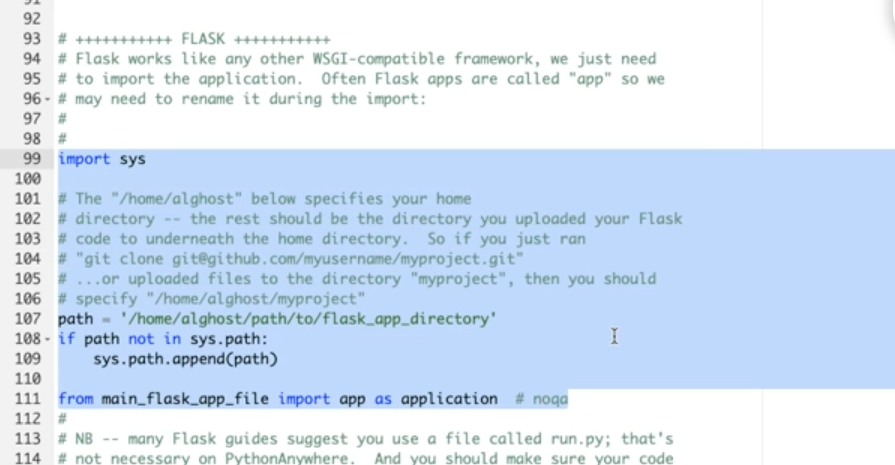 92
93 # +++++++++++ FLASK +++++++++++
94 # Flask works like any other WSGI-compatible framework, we just need
95 # to import the application.  Often Flask apps are called "app" so we
96 # may need to rename it during the import:
97 #
98 #
99 import sys
100
101 # The "/home/alghost" below specifies your home
102 # directory -- the rest should be the directory you uploaded your Flask
103 # code to underneath the home directory.  So if you just ran
104 # "git clone git@github.com/myusername/myproject.git"
105 # ...or uploaded files to the directory "myproject", then you should
106 # specify "/home/alghost/myproject"
107 path = '/home/alghost/path/to/flask_app_directory'
108 if path not in sys.path:
109     sys.path.append(path)
110
111 from main_flask_app_file import app as application  # noqa
112 #
113 # NB -- many Flask guides suggest you use a file called run.py; that's
114 # not necessary on PythonAnywhere.  And you should make sure your code